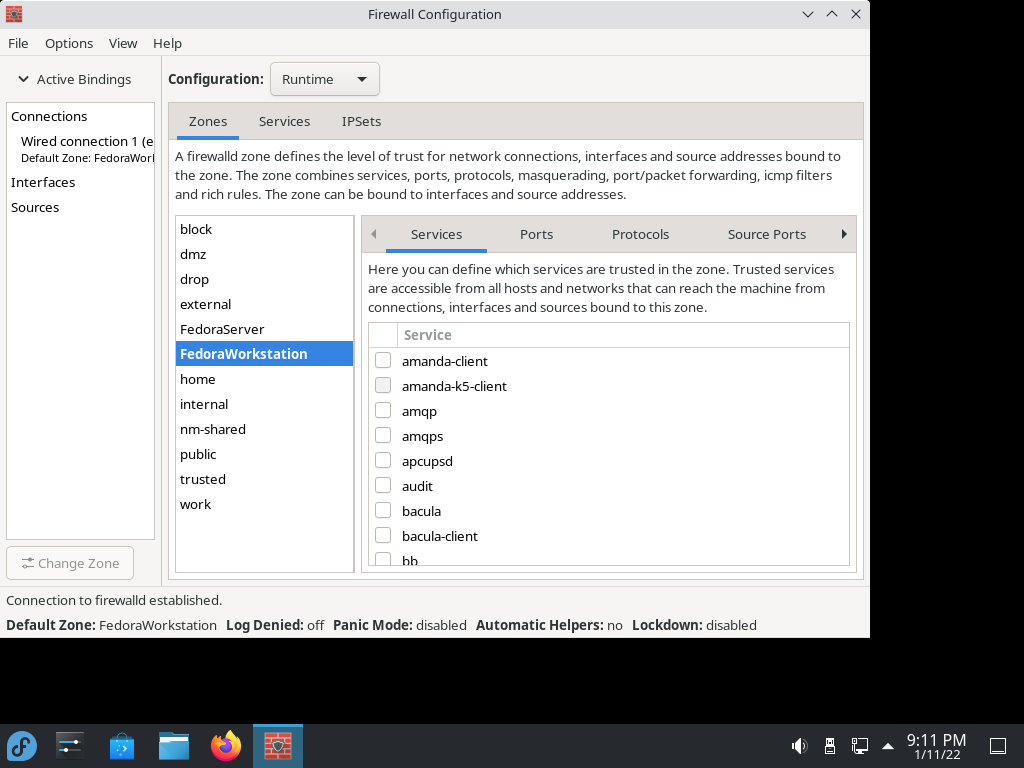 Firewall Configuration
File Options View Help
Active Bindings
Configuration: Runtime
Connections
Wired connection 1 (e
Default Zone: FedoraWorl
Interfaces
Sources
Change Zone
Zones Services IPSets
A firewalld zone defines the level of trust for network connections, interfaces and source addresses bound to
the zone. The zone combines services, ports, protocols, masquerading, port/packet forwarding, icmp filters
and rich rules. The zone can be bound to interfaces and source addresses.
block
dmz
drop
external
FedoraServer
FedoraWorkstation
home
internal
nm-shared
public
trusted
work
Services Ports Protocols Source Ports
Here you can define which services are trusted in the zone. Trusted services
are accessible from all hosts and networks that can reach the machine from
connections, interfaces and sources bound to this zone.
Service
amanda-client
amanda-k5-client
amqp
amqps
apcupsd
audit
bacula
bacula-client
bb
Connection to firewalld established.
Default Zone: FedoraWorkstation Log Denied: off Panic Mode: disabled Automatic Helpers: no Lockdown: disabled
9:11 PM
1/11/22